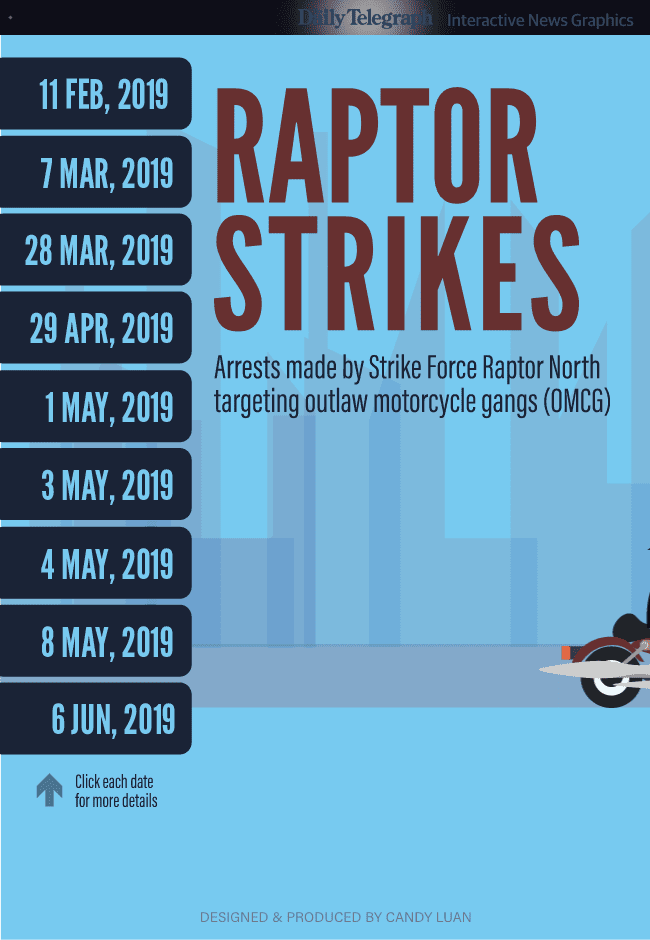 Daily Telegraph Interactive News Graphics
11 FEB, 2019
7 MAR, 2019
28 MAR, 2019
29 APR, 2019
1 MAY, 2019
3 MAY, 2019
4 MAY, 2019
8 MAY, 2019
6 JUN, 2019
RAPTOR
STRIKES
Arrests made by Strike Force Raptor North
targeting outlaw motorcycle gangs (OMCG)
Click each date
for more details
DESIGNED & PRODUCED BY CANDY LUAN